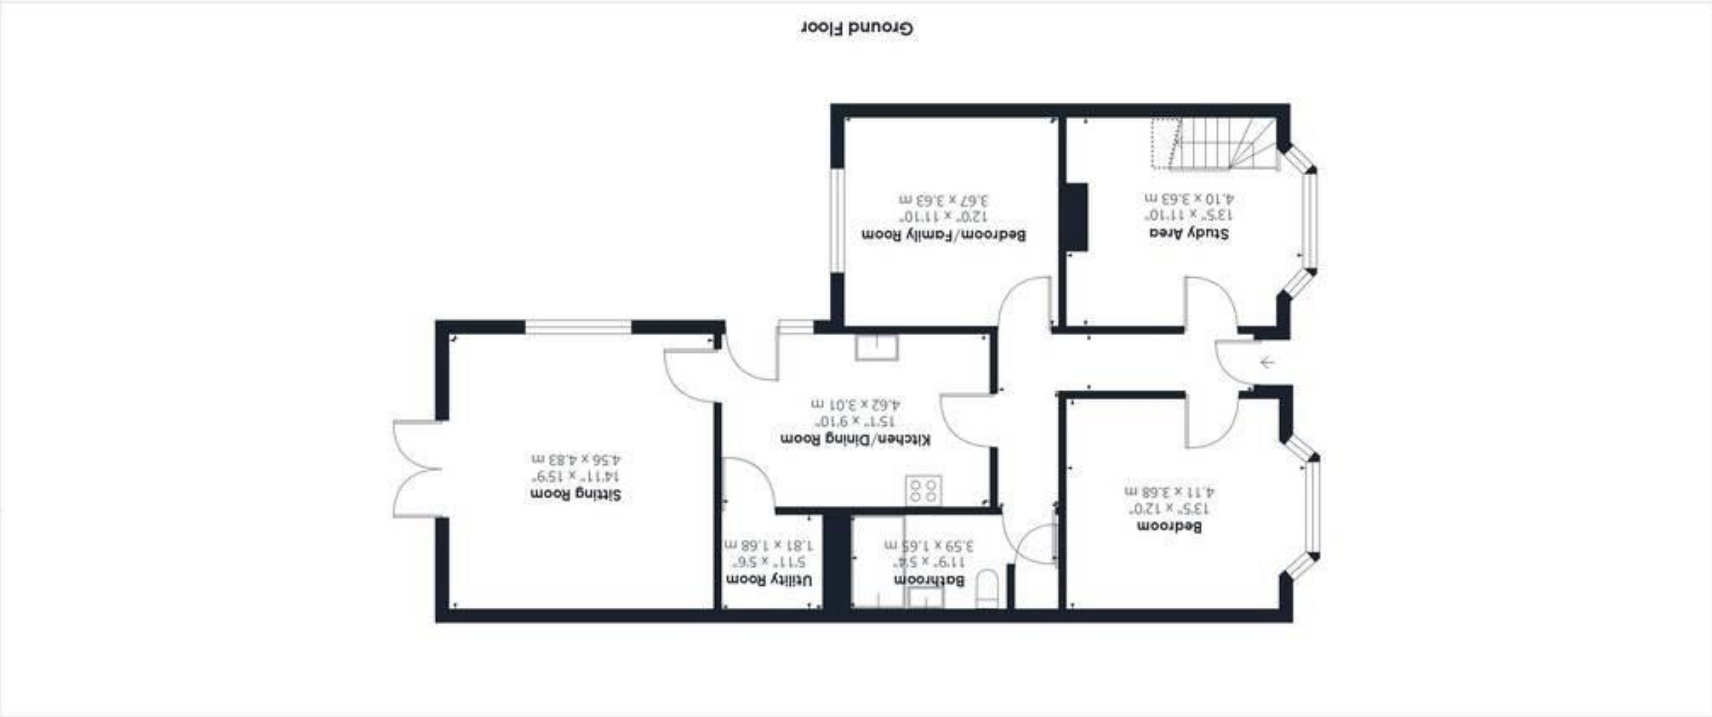 Bathroom
11'9" x 5'4"
3.59 x 1.65 m
Utility Room
5'11" x 5'6"
1.81 x 1.68 m
Bedroom
13'5" x 12'0"
4.11 x 3.68 m
Sitting Room
14'11" x 15'9"
4.56 x 4.83 m
Kitchen/Dining Room
15'1" x 9'10"
4.62 x 3.01 m
Study Area
13'5" x 11'10"
4.10 x 3.63 m
Bedroom/Family Room
12'0" x 11'10"
3.67 x 3.63 m
Ground Floor